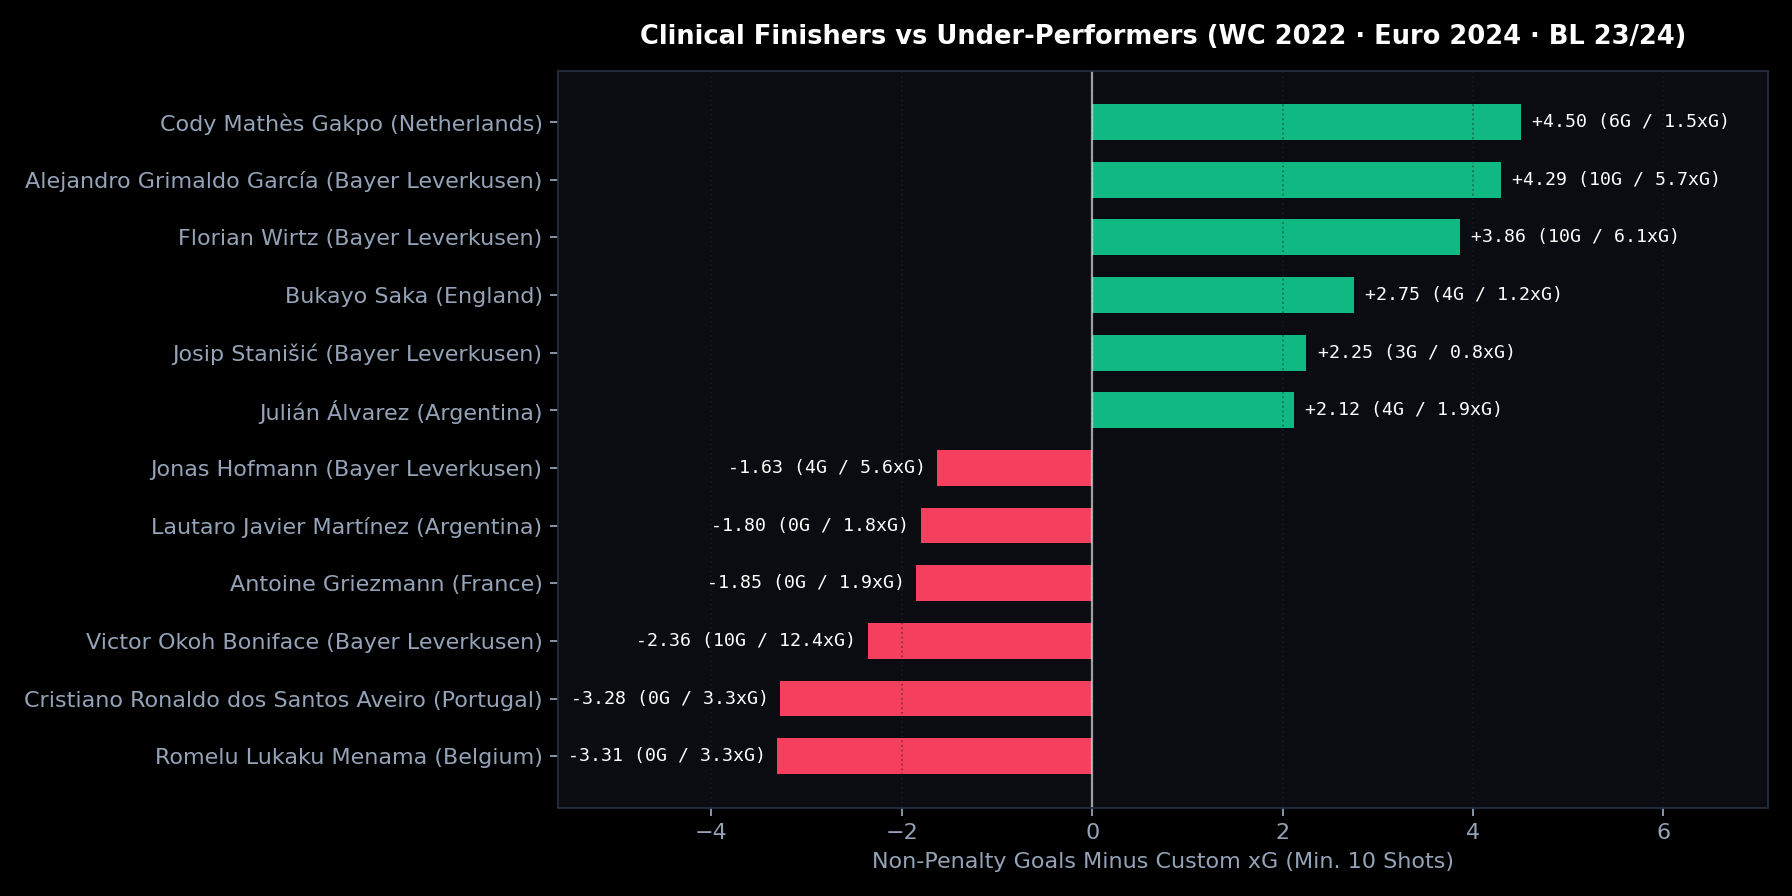 Clinical Finishers vs Under-Performers (WC 2022 · Euro 2024 · BL 23/24)
Cody Mathès Gakpo (Netherlands) +4.50 (6G / 1.5xG)
Alejandro Grimaldo García (Bayer Leverkusen) +4.29 (10G / 5.7xG)
Florian Wirtz (Bayer Leverkusen) +3.86 (10G / 6.1xG)
Bukayo Saka (England) +2.75 (4G / 1.2xG)
Josip Stanišić (Bayer Leverkusen) +2.25 (3G / 0.8xG)
Julián Álvarez (Argentina) +2.12 (4G / 1.9xG)
Jonas Hofmann (Bayer Leverkusen) -1.63 (4G / 5.6xG)
Lautaro Javier Martínez (Argentina) -1.80 (0G / 1.8xG)
Antoine Griezmann (France) -1.85 (0G / 1.9xG)
Victor Okoh Boniface (Bayer Leverkusen) -2.36 (10G / 12.4xG)
Cristiano Ronaldo dos Santos Aveiro (Portugal) -3.28 (0G / 3.3xG)
Romelu Lukaku Menama (Belgium) -3.31 (0G / 3.3xG)
−4 −2 0 2 4 6
Non-Penalty Goals Minus Custom xG (Min. 10 Shots)